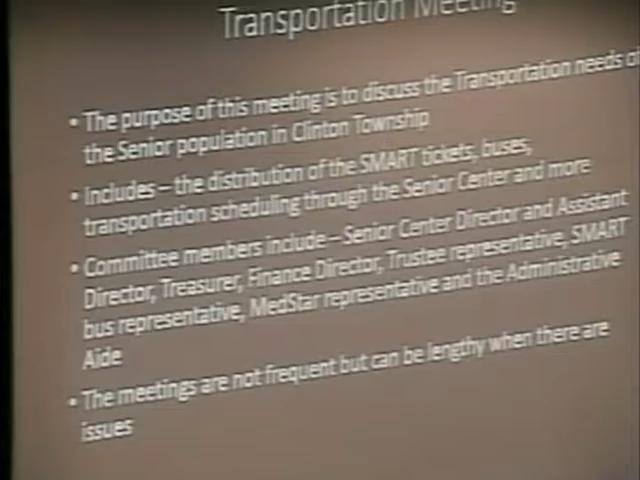 Transportation Meeting
• The purpose of this meeting is to discuss the Transportation needs of
the Senior population in Clinton Township
• Includes – the distribution of the SMART tickets, buses,
transportation scheduling through the Senior Center and more
• Committee members include – Senior Center Director and Assistant
Director, Treasurer, Finance Director, Trustee representative, SMART
bus representative, MedStar representative and the Administrative
Aide
• The meetings are not frequent but can be lengthy when there are
issues